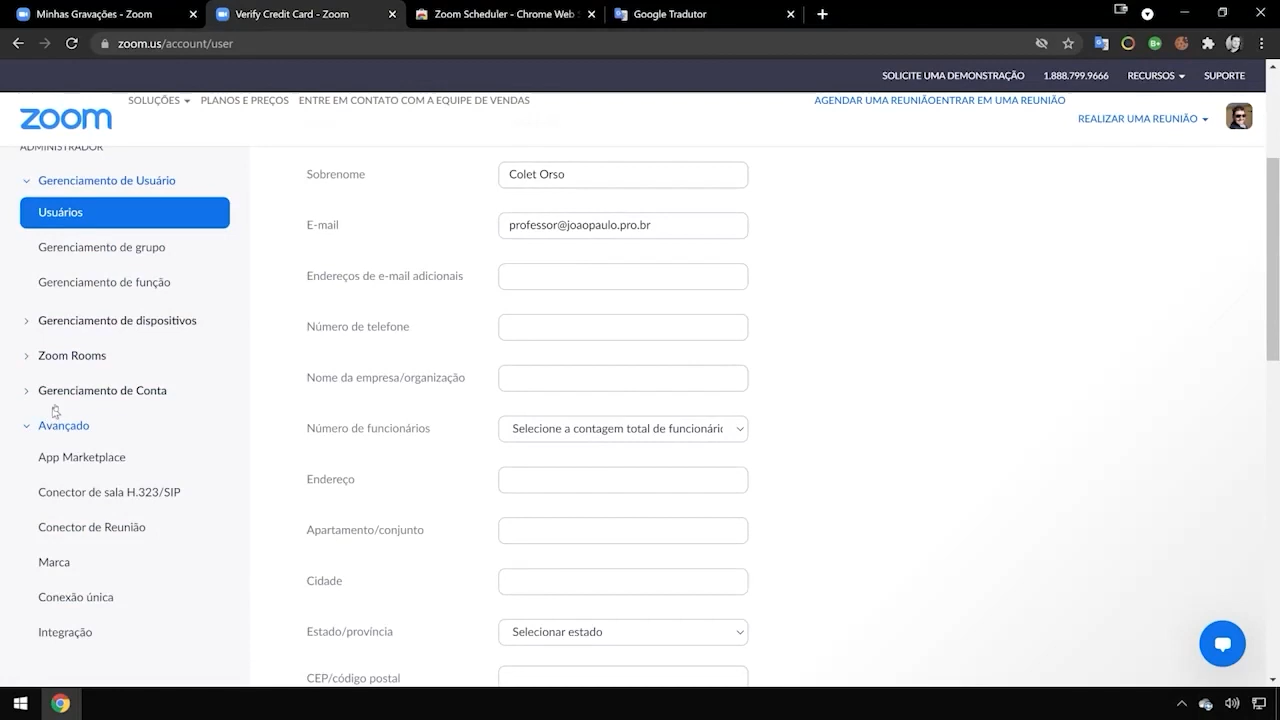 Minhas Gravações - Zoom
Verify Credit Card - Zoom
Zoom Scheduler - Chrome Web
Google Tradutor
zoom.us/account/user
SOLICITE UMA DEMONSTRAÇÃO
1.888.799.9666
RECURSOS
SUPORTE
zoom
SOLUÇÕES
PLANOS E PREÇOS
ENTRE EM CONTATO COM A EQUIPE DE VENDAS
AGENDAR UMA REUNIÃO
ENTRAR EM UMA REUNIÃO
REALIZAR UMA REUNIÃO
ADMINISTRADOR
Gerenciamento de Usuário
Usuários
Gerenciamento de grupo
Gerenciamento de função
Gerenciamento de dispositivos
Zoom Rooms
Gerenciamento de Conta
Avançado
App Marketplace
Conector de sala H.323/SIP
Conector de Reunião
Marca
Conexão única
Integração
Sobrenome
Colet Orso
E-mail
professor@joaopaulo.pro.br
Endereços de e-mail adicionais
Número de telefone
Nome da empresa/organização
Número de funcionários
Selecione a contagem total de funcionáric
Endereço
Apartamento/conjunto
Cidade
Estado/província
Selecionar estado
CEP/código postal